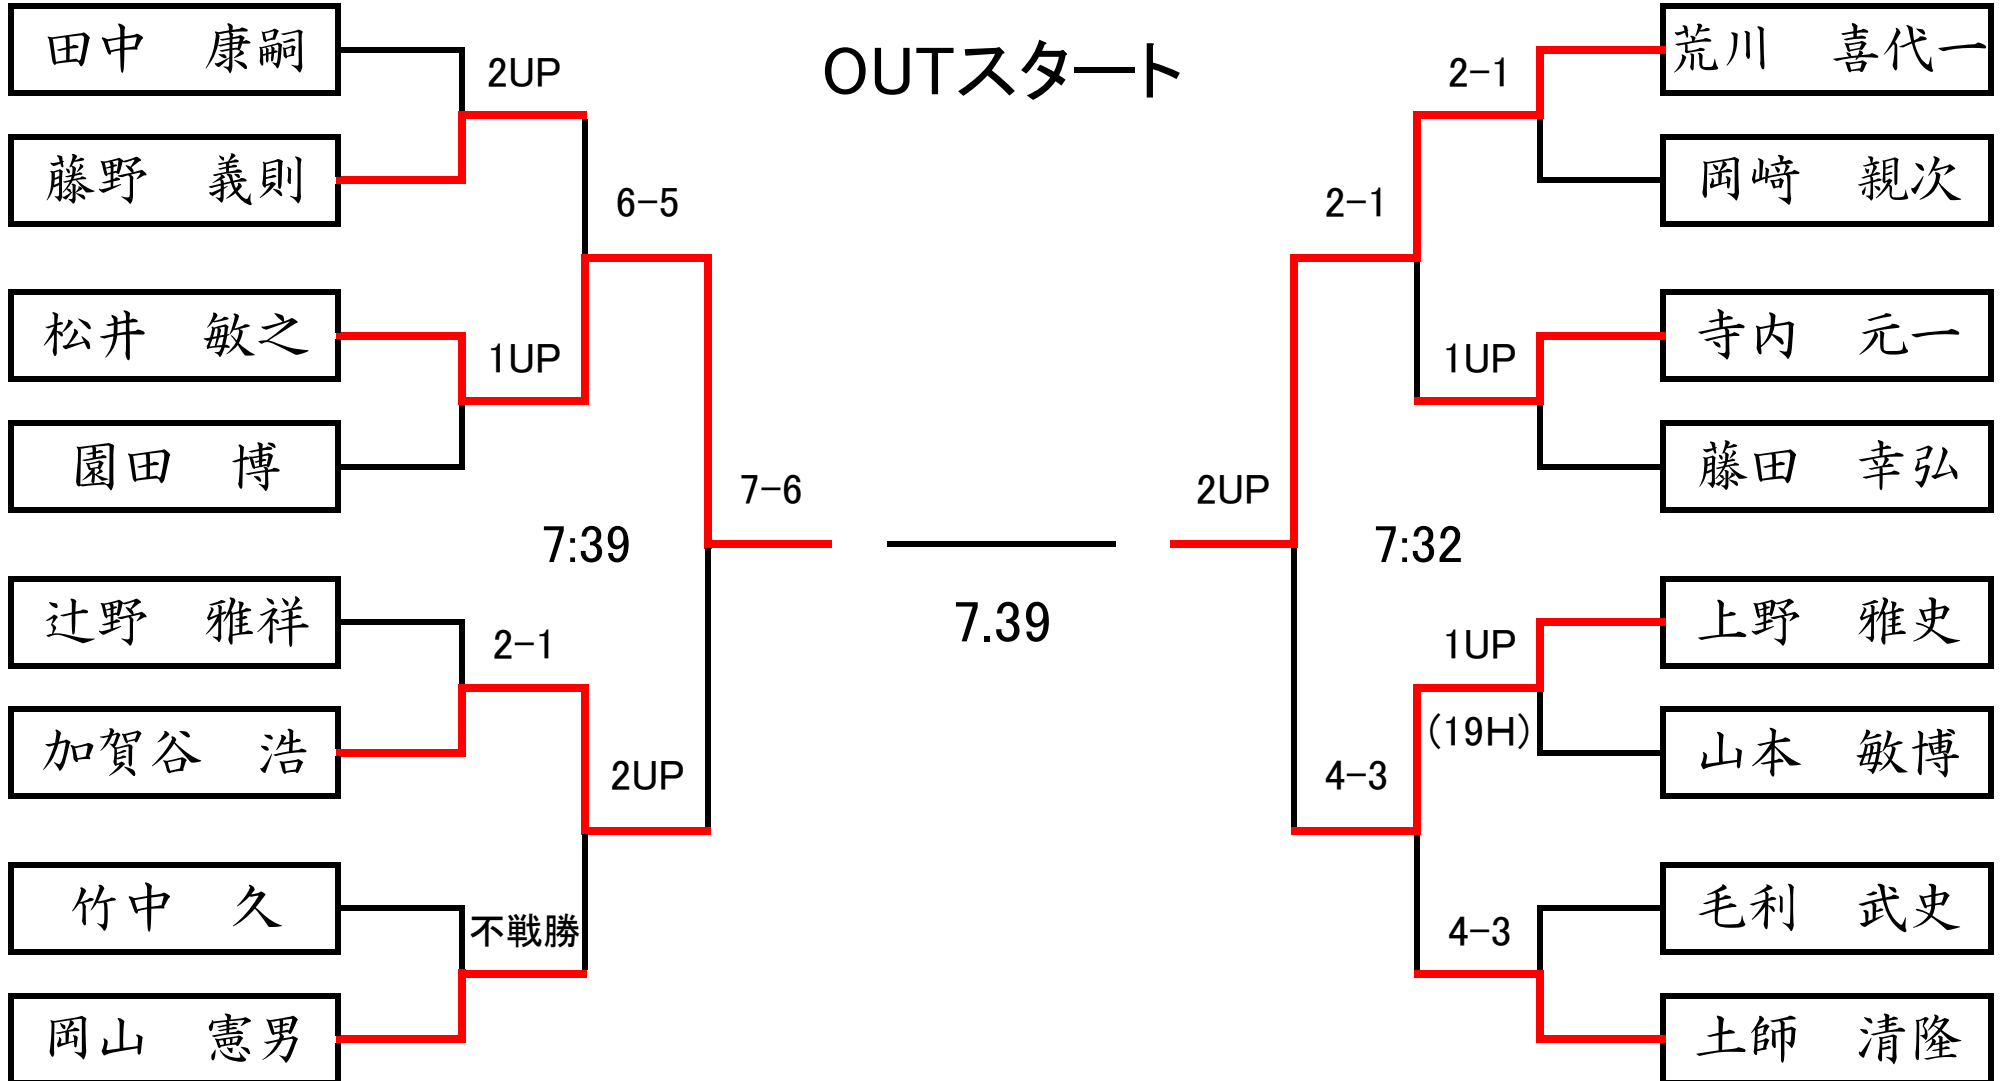 OUTスタート
田中 康嗣
2UP
藤野 義則
6-5
松井 敏之
1UP
園田 博
7-6
7:39
辻野 雅祥
2-1
加賀谷 浩
2UP
竹中 久
不戦勝
岡山 憲男
7.39
荒川 喜代一
2-1
岡﨑 親次
2-1
寺内 元一
1UP
藤田 幸弘
2UP
7:32
上野 雅史
1UP
(19H)
山本 敏博
4-3
毛利 武史
4-3
土師 清隆